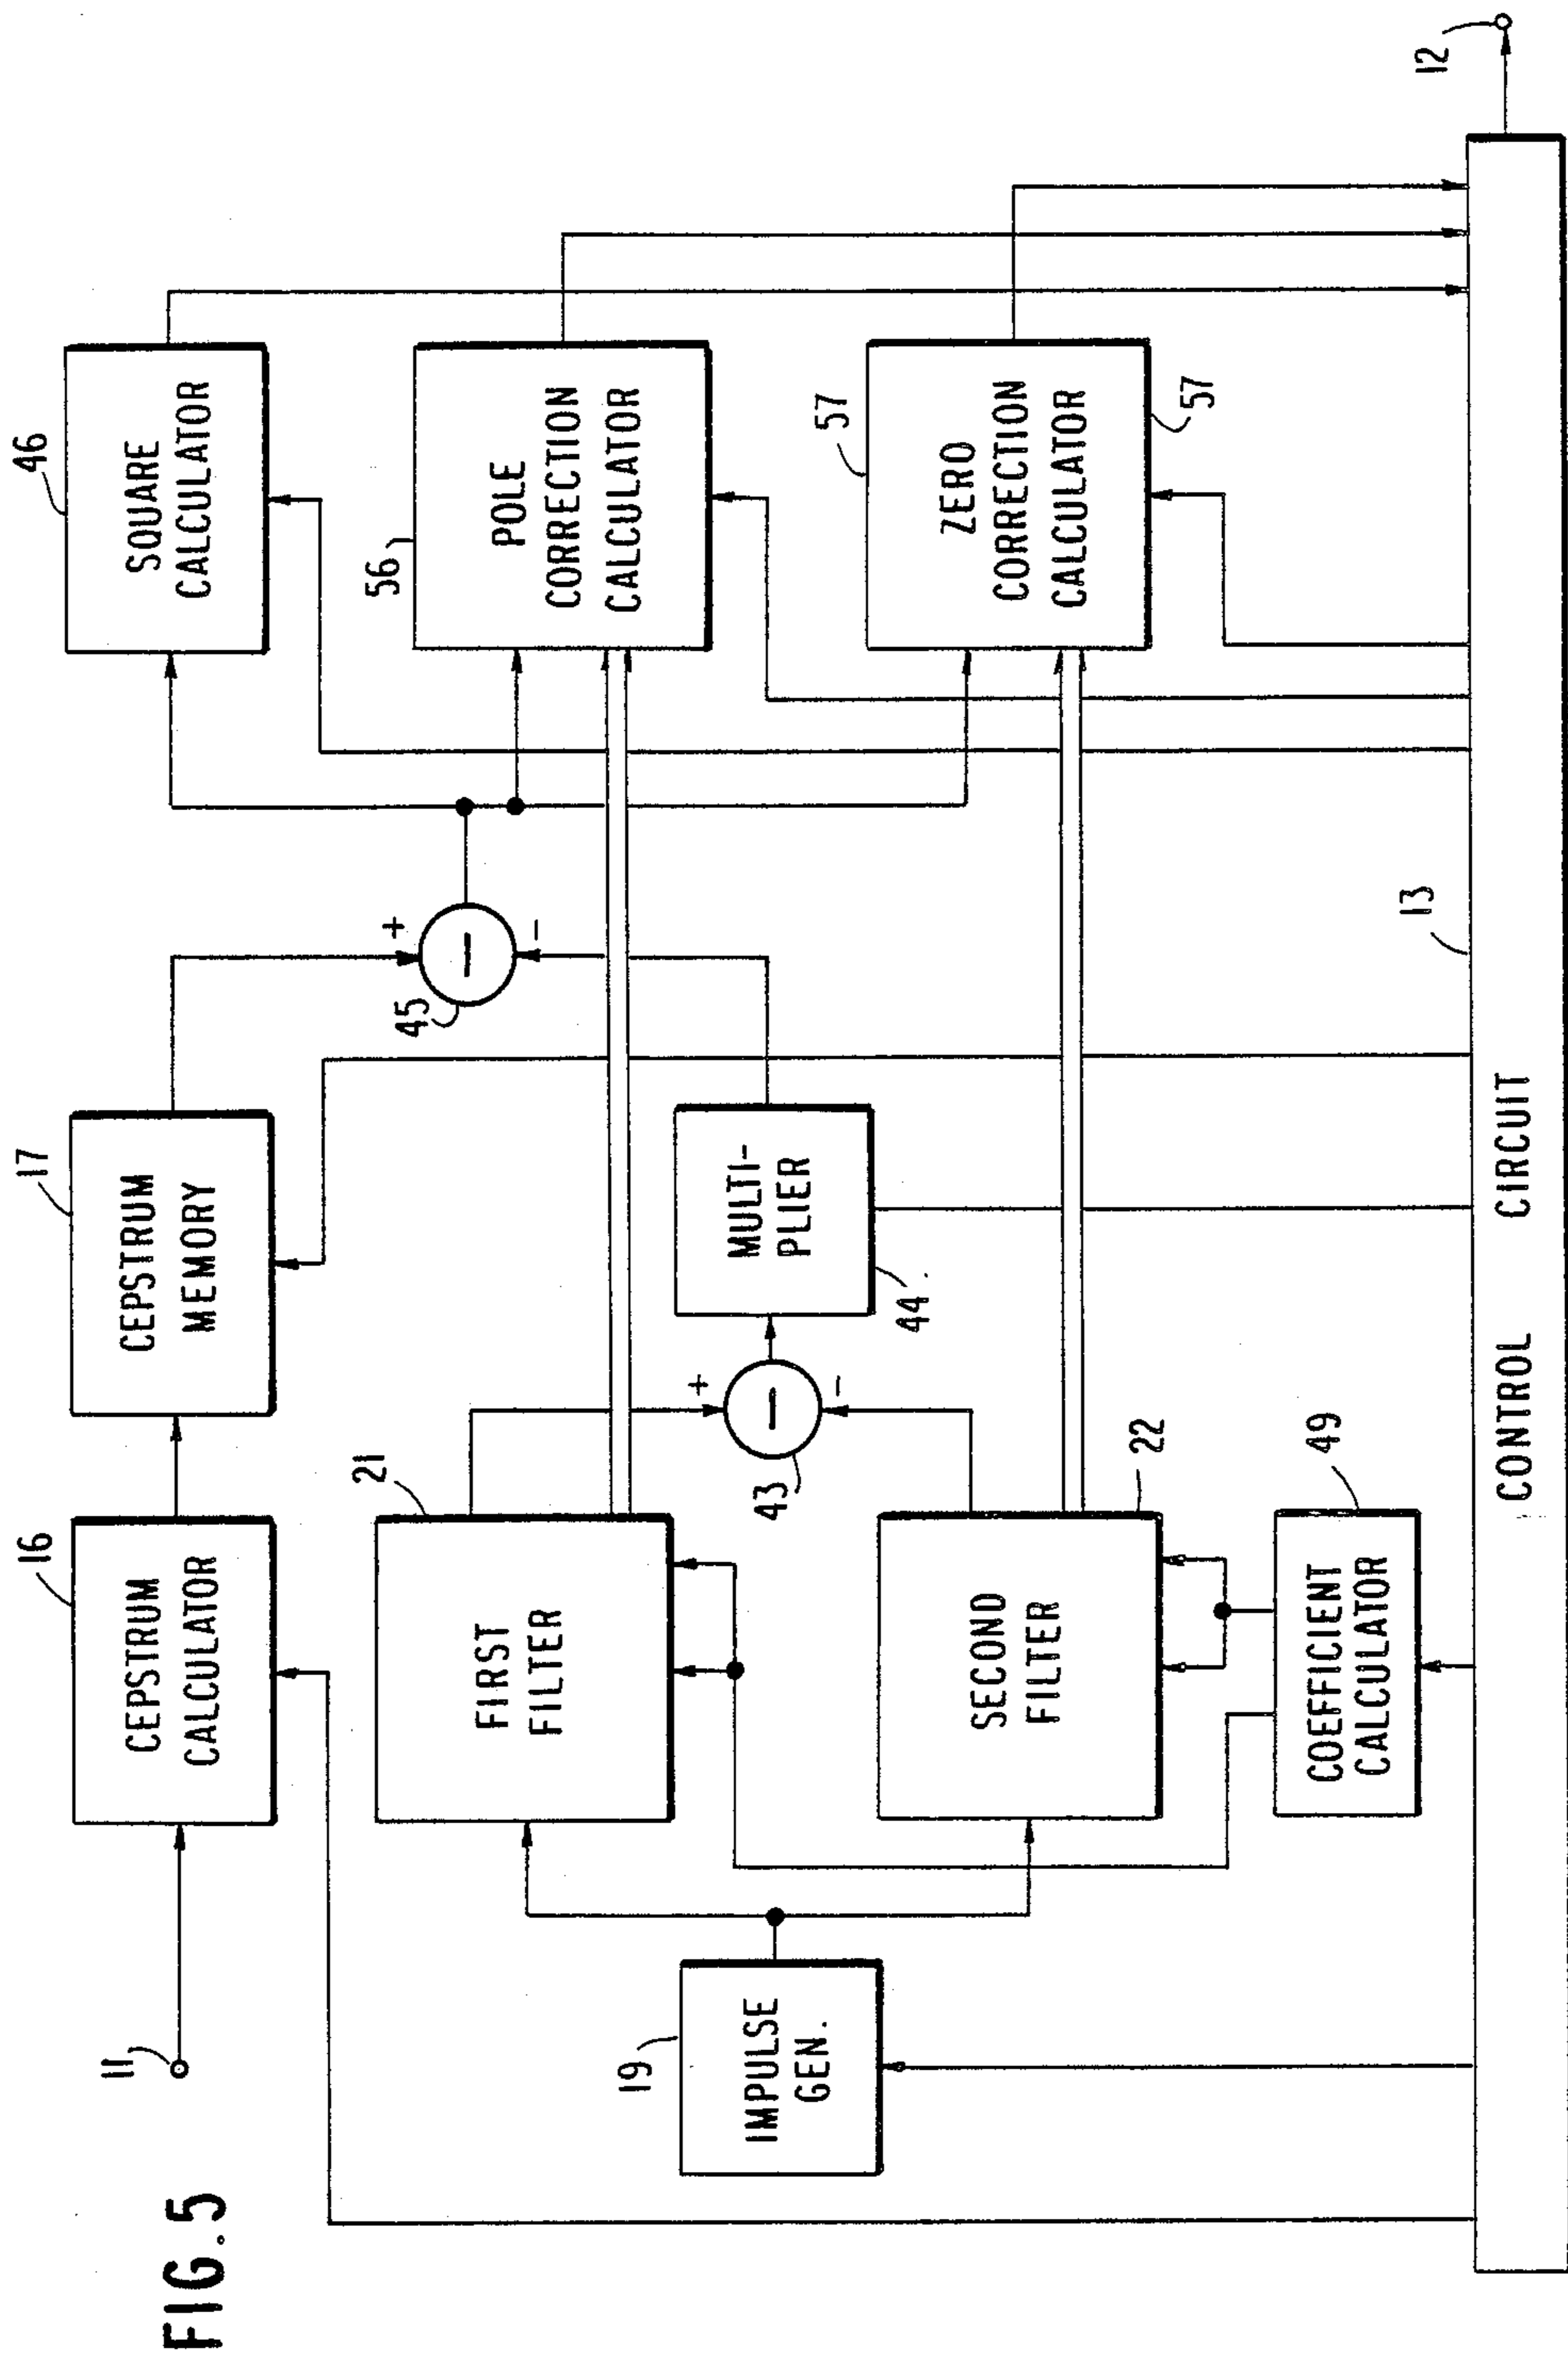 FIG. 5
11
16
CEPSTRUM
CALCULATOR
17
CEPSTRUM
MEMORY
46
SQUARE
CALCULATOR
45
+
−
−
56
POLE
CORRECTION
CALCULATOR
21
FIRST
FILTER
19
IMPULSE
GEN.
43
+
−
−
MULTI-
PLIER
44
57
ZERO
CORRECTION
CALCULATOR
57
SECOND
FILTER
22
49
COEFFICIENT
CALCULATOR
13
12
CONTROL CIRCUIT